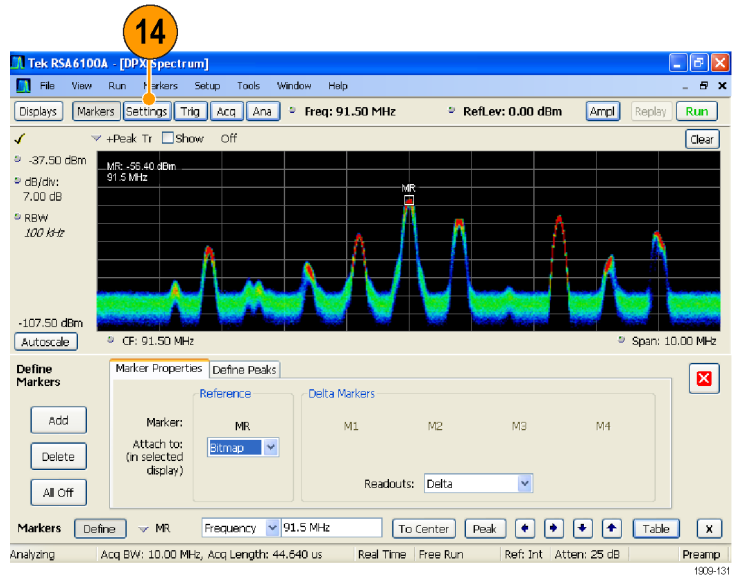 14
Tek RSA6100A - [DPX Spectrum]
File View Run Markers Setup Tools Window Help
Displays Markers Settings Trig Acq Ana Freq: 91.50 MHz RefLev: 0.00 dBm Ampl Replay Run
+Peak Tr Show Off Clear
-37.50 dBm
dB/div:
7.00 dB
RBW
100 kHz
MR: -56.40 dBm
91.5 MHz
MR
-107.50 dBm
Autoscale CF: 91.50 MHz Span: 10.00 MHz
Define
Markers
Marker Properties Define Peaks
Reference Delta Markers
Add
Delete
All Off
Marker: MR M1 M2 M3 M4
Attach to:
(in selected
display)
Bitmap
Readouts: Delta
Markers Define MR Frequency 91.5 MHz To Center Peak Table X
Analyzing Acq BW: 10.00 MHz, Acq Length: 44.640 us Real Time Free Run Ref: Int Atten: 25 dB Preamp
1909-131